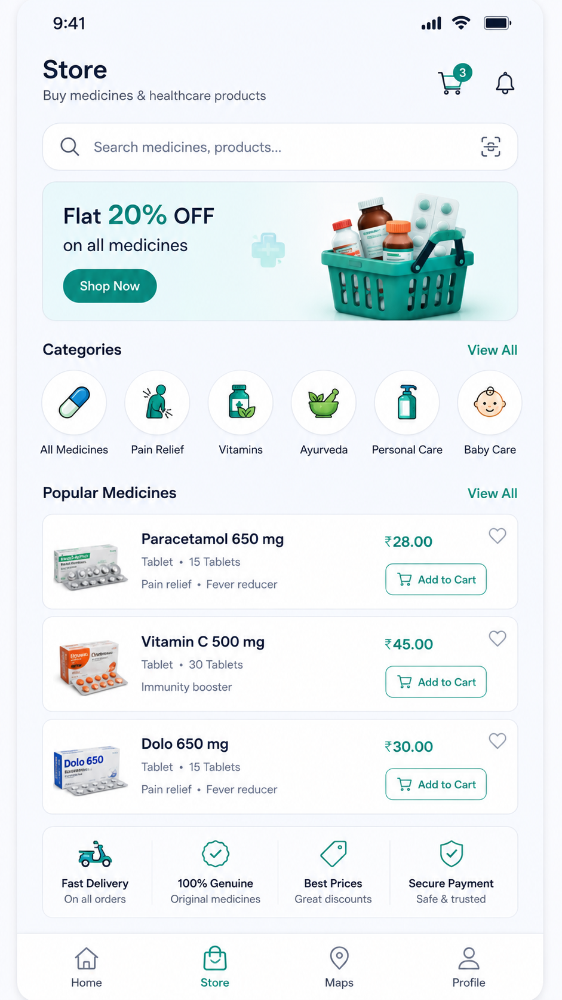 9:41
Store
3
Buy medicines & healthcare products
Search medicines, products...
Flat 20% OFF
on all medicines
Shop Now
Categories
View All
All Medicines
Pain Relief
Vitamins
Ayurveda
Personal Care
Baby Care
Popular Medicines
View All
Paracetamol 650 mg
₹28.00
Tablet • 15 Tablets
Pain relief • Fever reducer
Add to Cart
Vitamin C 500 mg
₹45.00
Tablet • 30 Tablets
Immunity booster
Add to Cart
Dolo 650 mg
₹30.00
Tablet • 15 Tablets
Pain relief • Fever reducer
Add to Cart
Dolo 650
Fast Delivery
On all orders
100% Genuine
Original medicines
Best Prices
Great discounts
Secure Payment
Safe & trusted
Home
Store
Maps
Profile